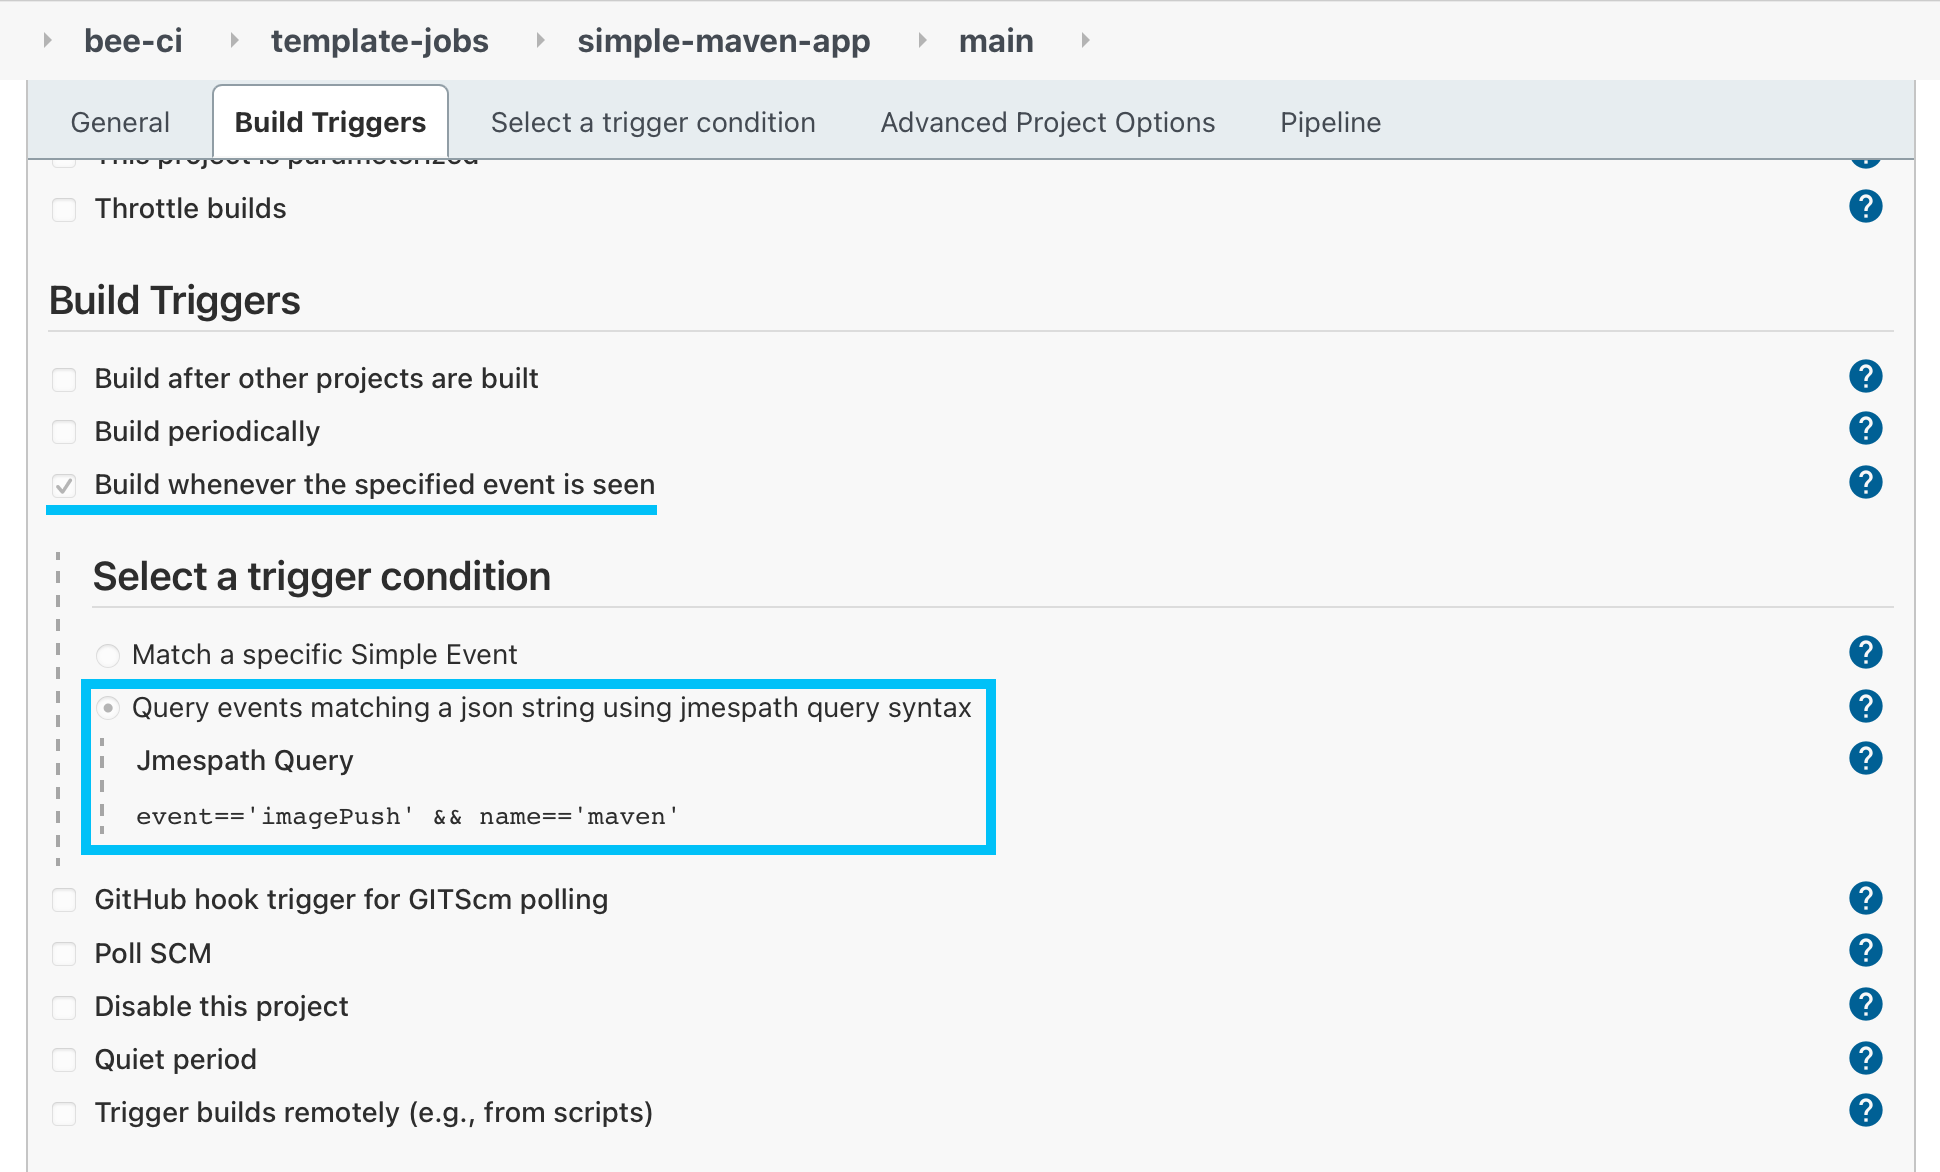 bee-ci template-jobs simple-maven-app main
General Build Triggers Select a trigger condition Advanced Project Options Pipeline
This project is parameterized
Throttle builds
Build Triggers
Build after other projects are built
Build periodically
Build whenever the specified event is seen
Select a trigger condition
Match a specific Simple Event
Query events matching a json string using jmespath query syntax
Jmespath Query
event=='imagePush' && name=='maven'
GitHub hook trigger for GITScm polling
Poll SCM
Disable this project
Quiet period
Trigger builds remotely (e.g., from scripts)